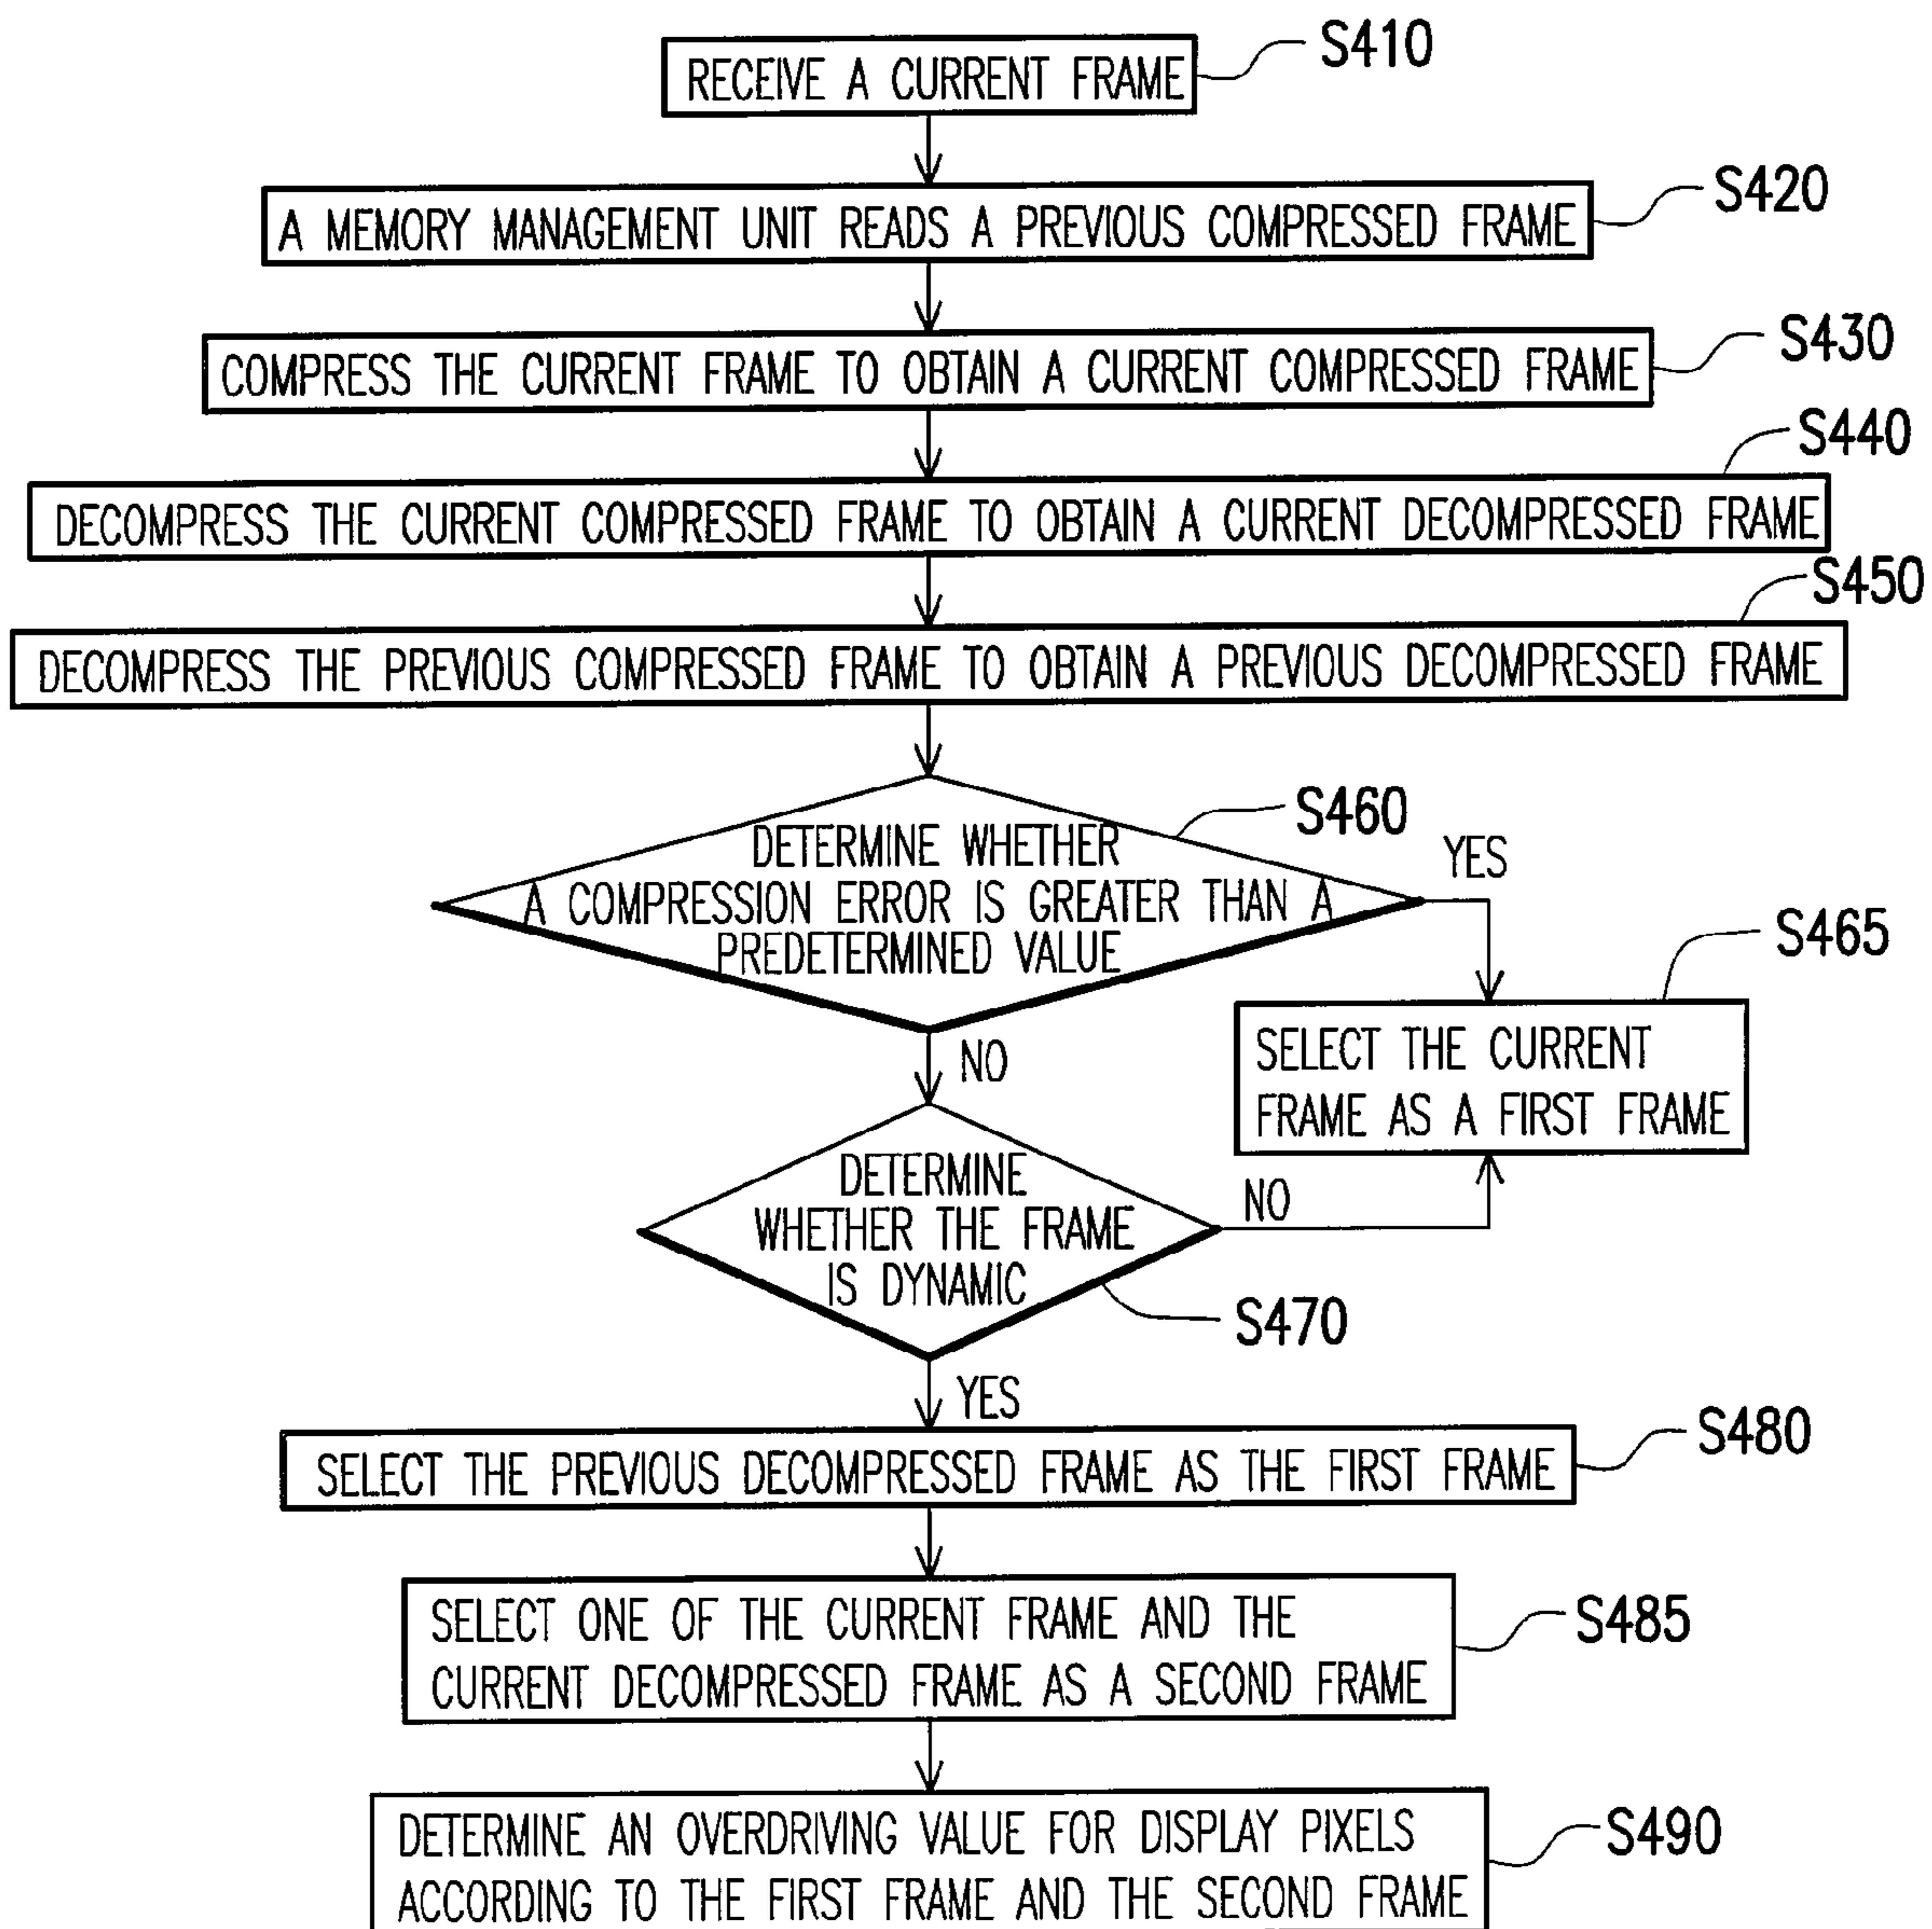 RECEIVE A CURRENT FRAME
S410
A MEMORY MANAGEMENT UNIT READS A PREVIOUS COMPRESSED FRAME
S420
COMPRESS THE CURRENT FRAME TO OBTAIN A CURRENT COMPRESSED FRAME
S430
S440
DECOMPRESS THE CURRENT COMPRESSED FRAME TO OBTAIN A CURRENT DECOMPRESSED FRAME
S450
DECOMPRESS THE PREVIOUS COMPRESSED FRAME TO OBTAIN A PREVIOUS DECOMPRESSED FRAME
S460
DETERMINE WHETHER
A COMPRESSION ERROR IS GREATER THAN A
PREDETERMINED VALUE
YES
S465
SELECT THE CURRENT
FRAME AS A FIRST FRAME
NO
DETERMINE
WHETHER THE FRAME
IS DYNAMIC
NO
S470
YES
SELECT THE PREVIOUS DECOMPRESSED FRAME AS THE FIRST FRAME
S480
SELECT ONE OF THE CURRENT FRAME AND THE
CURRENT DECOMPRESSED FRAME AS A SECOND FRAME
S485
DETERMINE AN OVERDRIVING VALUE FOR DISPLAY PIXELS
ACCORDING TO THE FIRST FRAME AND THE SECOND FRAME
S490